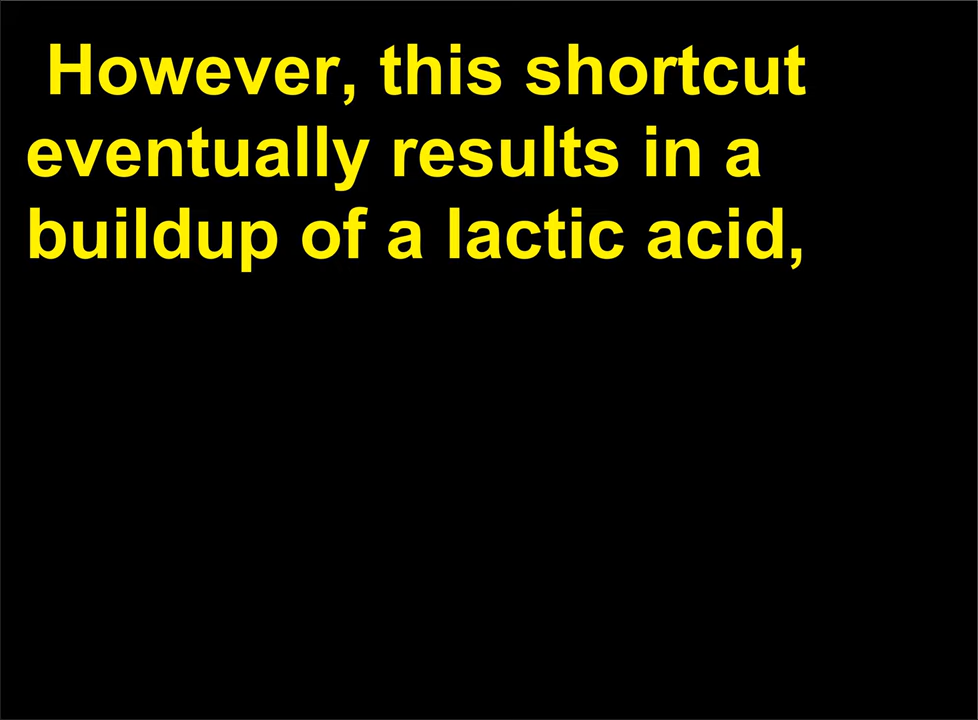 However, this shortcut
eventually results in a
buildup of a lactic acid,